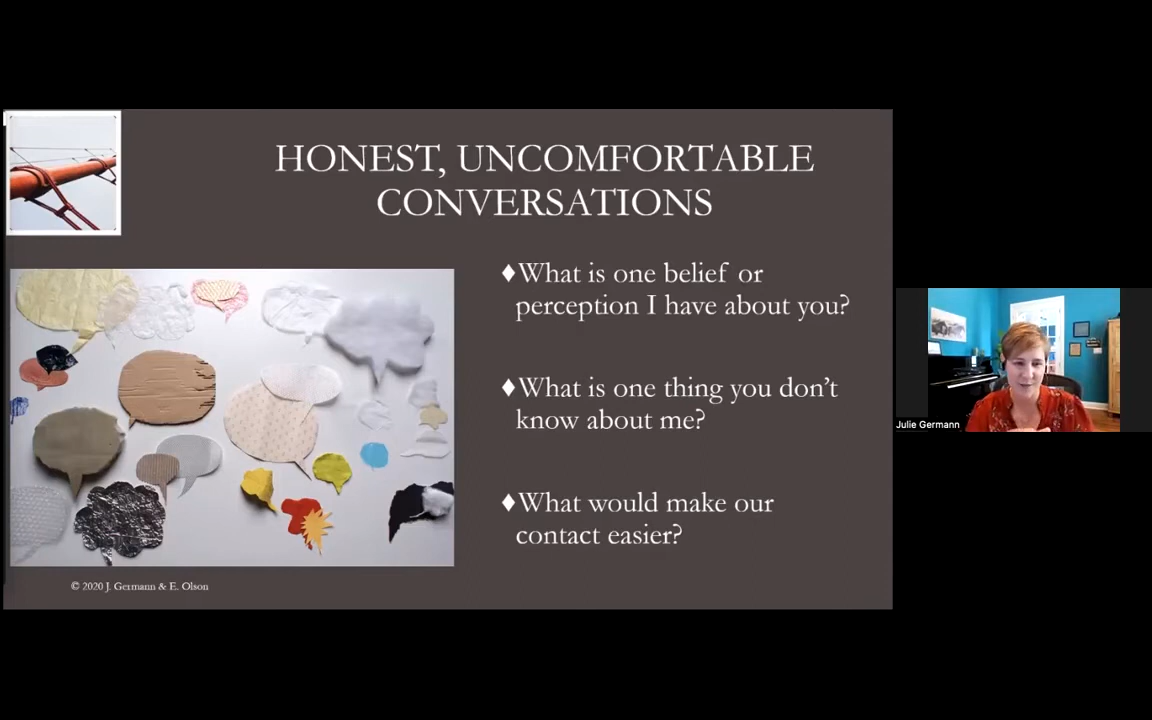 HONEST, UNCOMFORTABLE
CONVERSATIONS
♦What is one belief or
perception I have about you?
♦What is one thing you don't
know about me?
♦What would make our
contact easier?
© 2020 J. Germann & E. Olson
Julie Germann